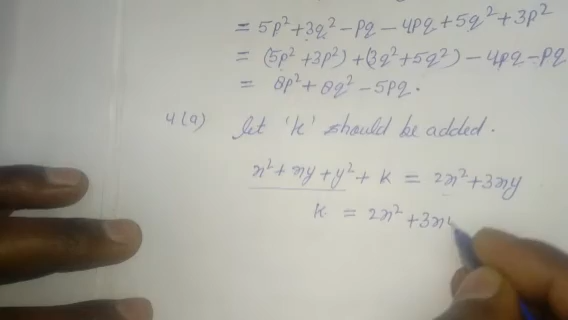 = 5p² + 3q² - pq - 4pq + 5q² + 3p²
= (5p² + 3p²) + (3q² + 5q²) - 4pq - pq
= 8p² + 8q² - 5pq.
4(a) let 'k' should be added.
x² + xy + y² + k = 2x² + 3xy
k = 2x² + 3xy